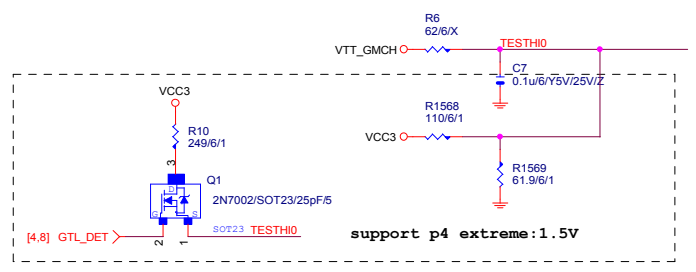 R6
62/6/X
VTT_GMCH
TESTHI0
C7
0.1u/6/Y5V/25V/Z
VCC3
R1568
110/6/1
R10
249/6/1
VCC3
3
R1569
61.9/6/1
Q1
D
2N7002/SOT23/25pF/5
G
S
[4,8] GTL_DET
2
1
SOT23
TESTHI0
support p4 extreme:1.5V